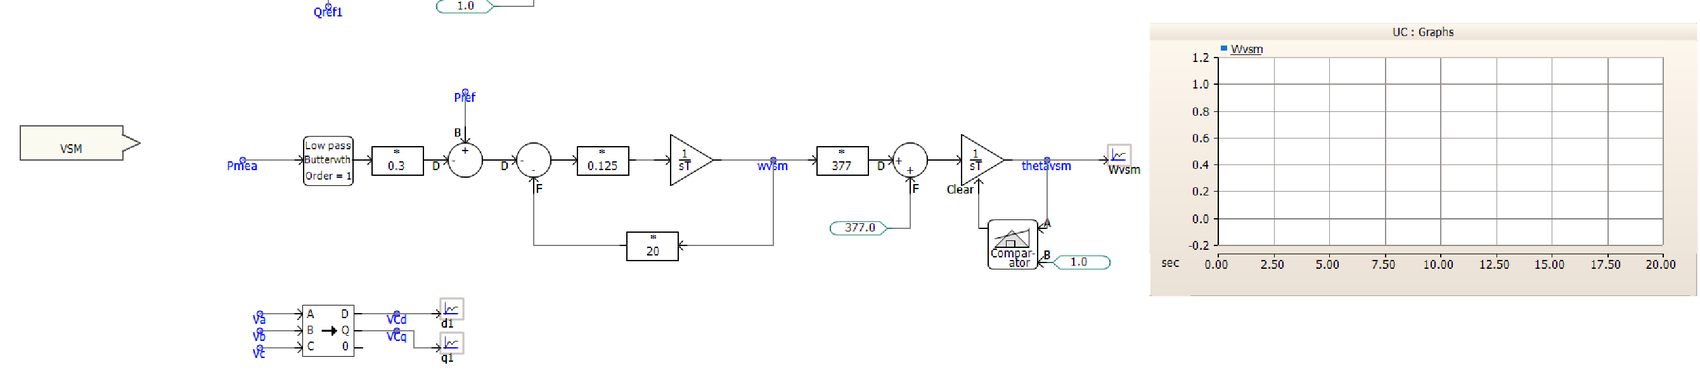 Qref1
1.0
UC : Graphs
Wvsm
1.2
1.0
0.8
0.6
0.4
0.2
0.0
-0.2
sec
0.00
2.50
5.00
7.50
10.00
12.50
15.00
17.50
20.00
VSM
Pref
B
+
Pmea
Low pass
Butterwth
Order = 1
*
0.3
D
-
D
-
-
F
*
0.125
1
sT
wvsm
*
377
D
+
+
F
377.0
1
sT
Clear
thetavsm
Wvsm
A
Compar-
ator
B
1.0
*
20
Va
Vb
Vc
A
B
C
D
Q
0
VCd
VCq
d1
q1